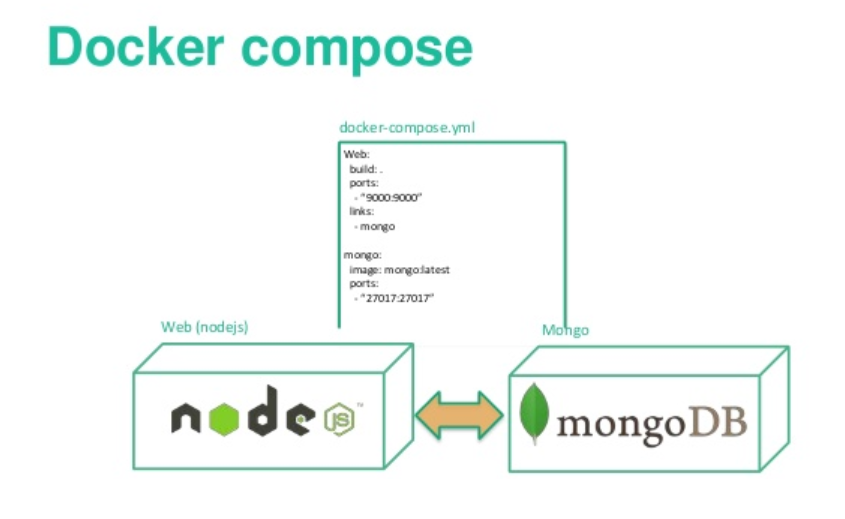 Docker compose
docker-compose.yml
Web:
build: .
ports:
- "9000:9000"
links:
- mongo
mongo:
image: mongo:latest
ports:
- "27017:27017"
Web (nodejs)
Mongo
node JS™
mongoDB